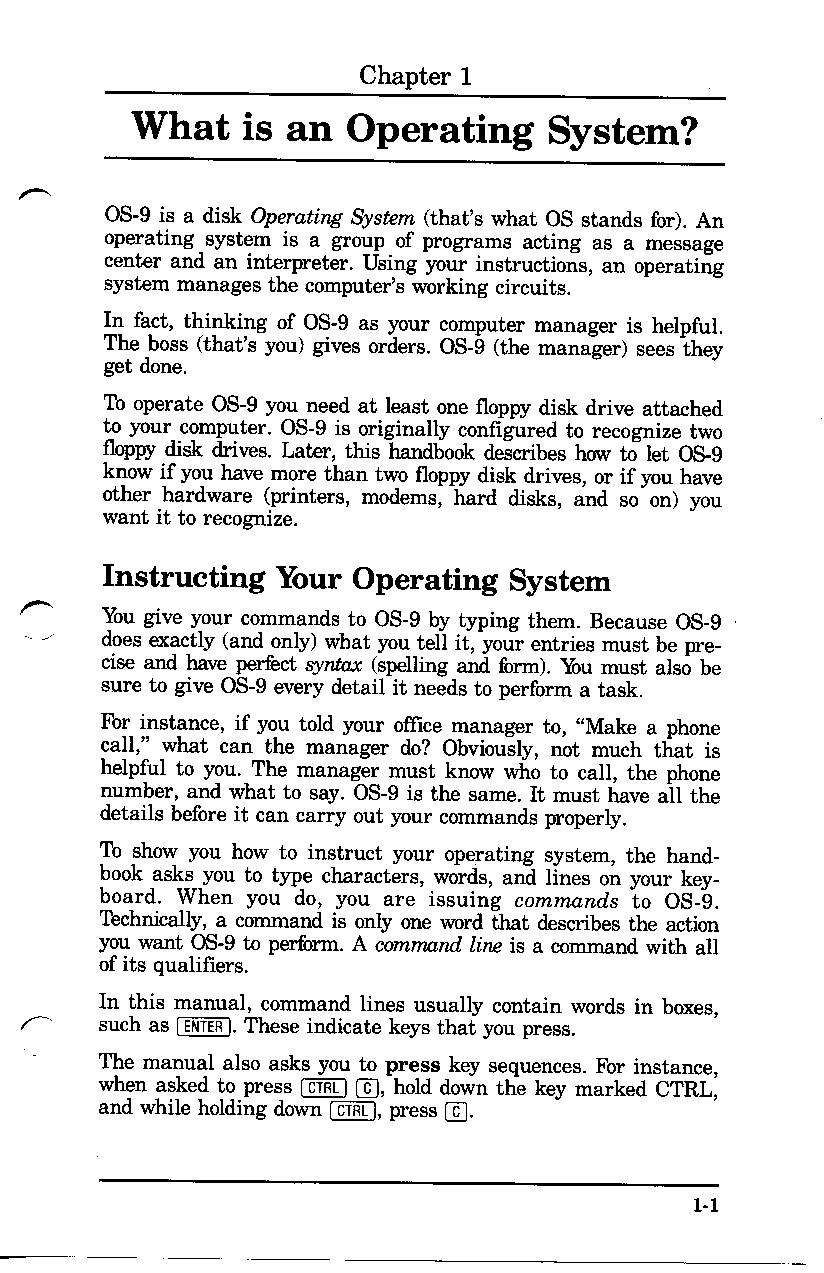 Chapter 1
What is an Operating System?
OS-9 is a disk Operating System (that's what OS stands for). An
operating system is a group of programs acting as a message
center and an interpreter. Using your instructions, an operating
system manages the computer's working circuits.
In fact, thinking of OS-9 as your computer manager is helpful.
The boss (that's you) gives orders. OS-9 (the manager) sees they
get done.
To operate OS-9 you need at least one floppy disk drive attached
to your computer. OS-9 is originally configured to recognize two
floppy disk drives. Later, this handbook describes how to let OS-9
know if you have more than two floppy disk drives, or if you have
other hardware (printers, modems, hard disks, and so on) you
want it to recognize.
Instructing Your Operating System
You give your commands to OS-9 by typing them. Because OS-9
does exactly (and only) what you tell it, your entries must be pre-
cise and have perfect syntax (spelling and form). You must also be
sure to give OS-9 every detail it needs to perform a task.
For instance, if you told your office manager to, “Make a phone
call,” what can the manager do? Obviously, not much that is
helpful to you. The manager must know who to call, the phone
number, and what to say. OS-9 is the same. It must have all the
details before it can carry out your commands properly.
To show you how to instruct your operating system, the hand-
book asks you to type characters, words, and lines on your key-
board. When you do, you are issuing commands to OS-9.
Technically, a command is only one word that describes the action
you want OS-9 to perform. A command line is a command with all
of its qualifiers.
In this manual, command lines usually contain words in boxes,
such as ENTER. These indicate keys that you press.
The manual also asks you to press key sequences. For instance,
when asked to press CTRL C, hold down the key marked CTRL,
and while holding down CTRL, press C.
1-1